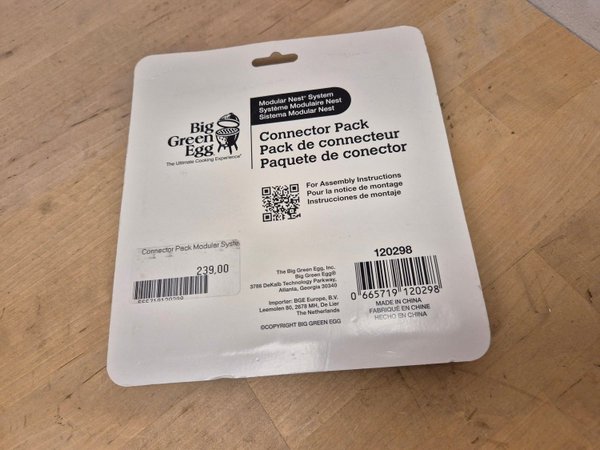 Big
Green
Egg
The Ultimate Cooking Experience®
Modular Nest® System
Système Modulaire Nest
Sistema Modular Nest
Connector Pack
Pack de connecteur
Paquete de conector
For Assembly Instructions
Pour la notice de montage
Instrucciones de montaje
Connector Pack Modular Syste
239,00
The Big Green Egg, Inc.
Big Green Egg®
3786 DeKalb Technology Parkway,
Atlanta, Georgia 30340
Importer: BGE Europe, B.V.
Leemolen 80, 2678 MH, De Lier
The Netherlands
©COPYRIGHT BIG GREEN EGG
120298
0 665719 120298
MADE IN CHINA
FABRIQUÉ EN CHINE
HECHO EN CHINA